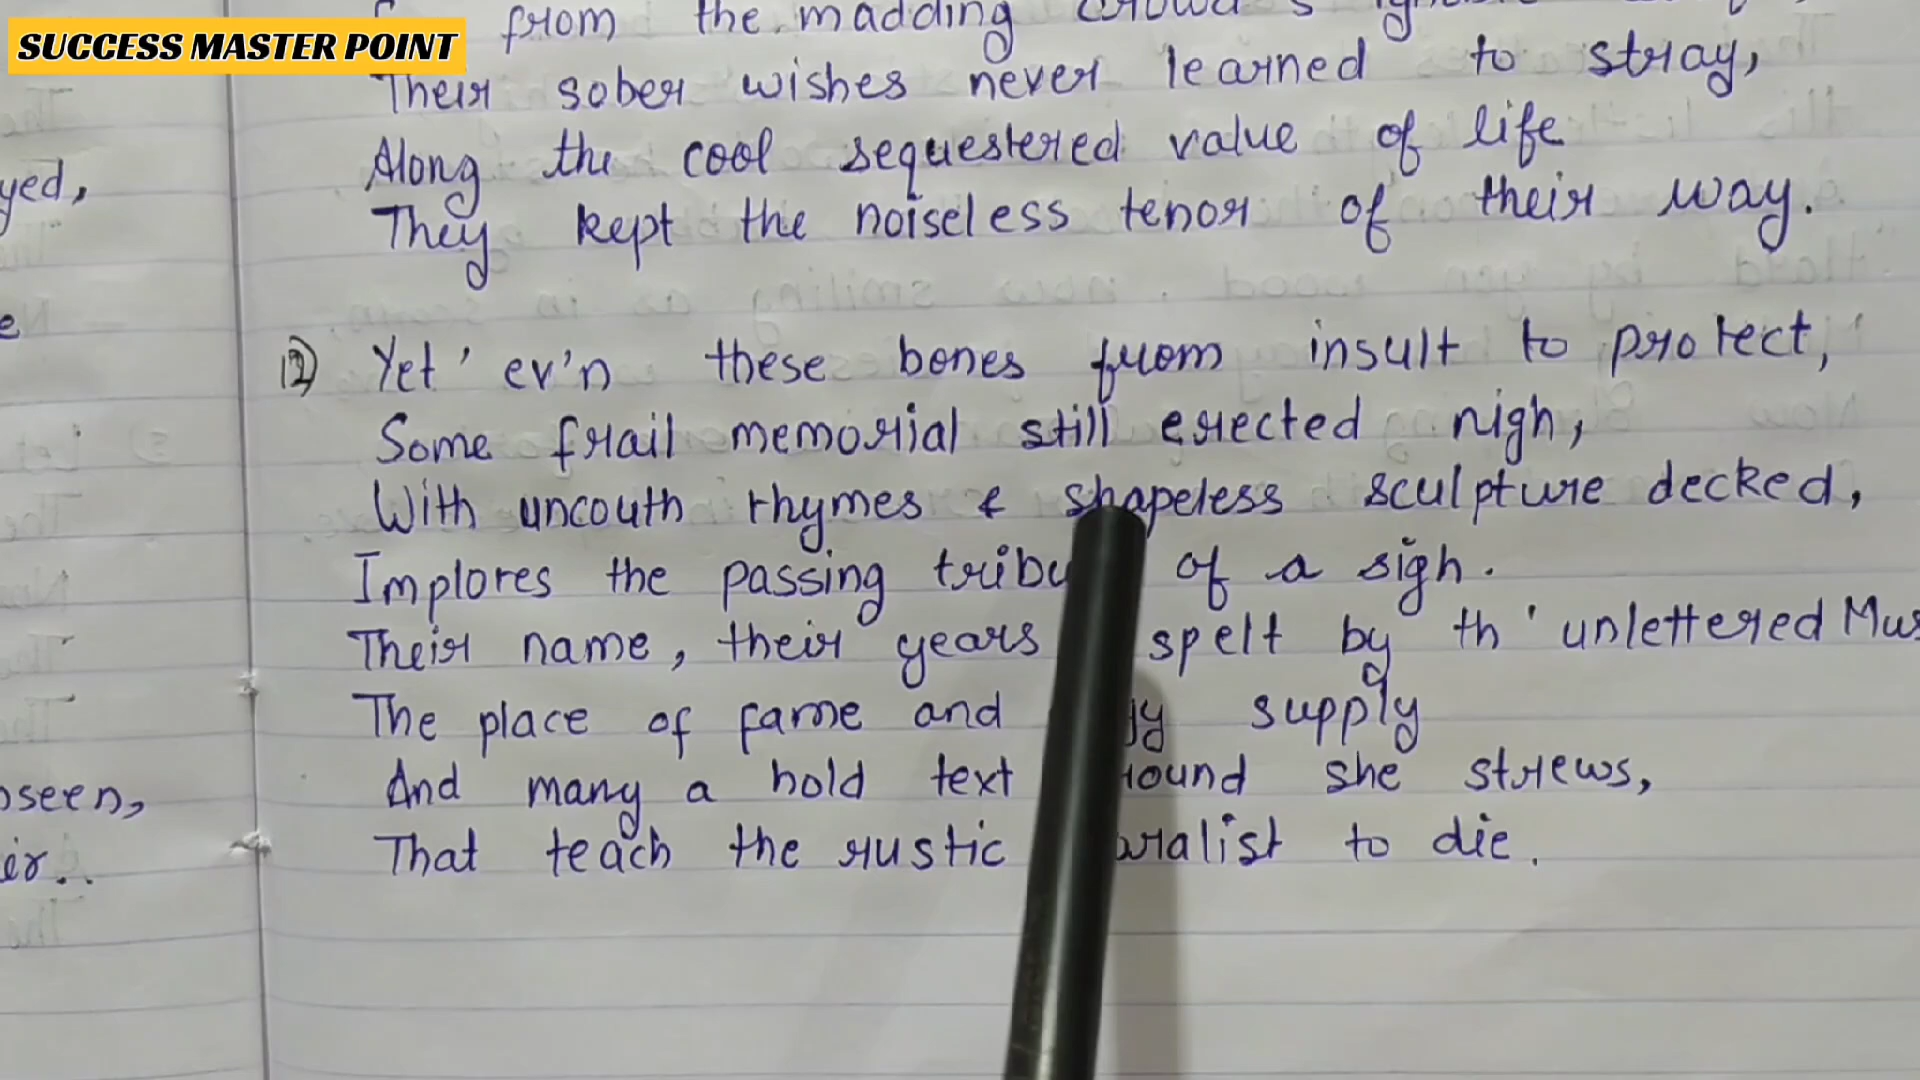 SUCCESS MASTER POINT
from the madding
Their sober wishes never learned to stray,
Along the cool sequestered value of life
They kept the noiseless tenor of their way.
yed,
e
12) Yet' ev'n these bones from insult to protect,
Some frail memorial still erected nigh,
With uncouth rhymes & shapeless sculpture decked,
Implores the passing of a sigh.
Their name, their years spelt by th' unlettered
The place of fame and supply
And many a hold text she strews,
That teach the rustic to die.